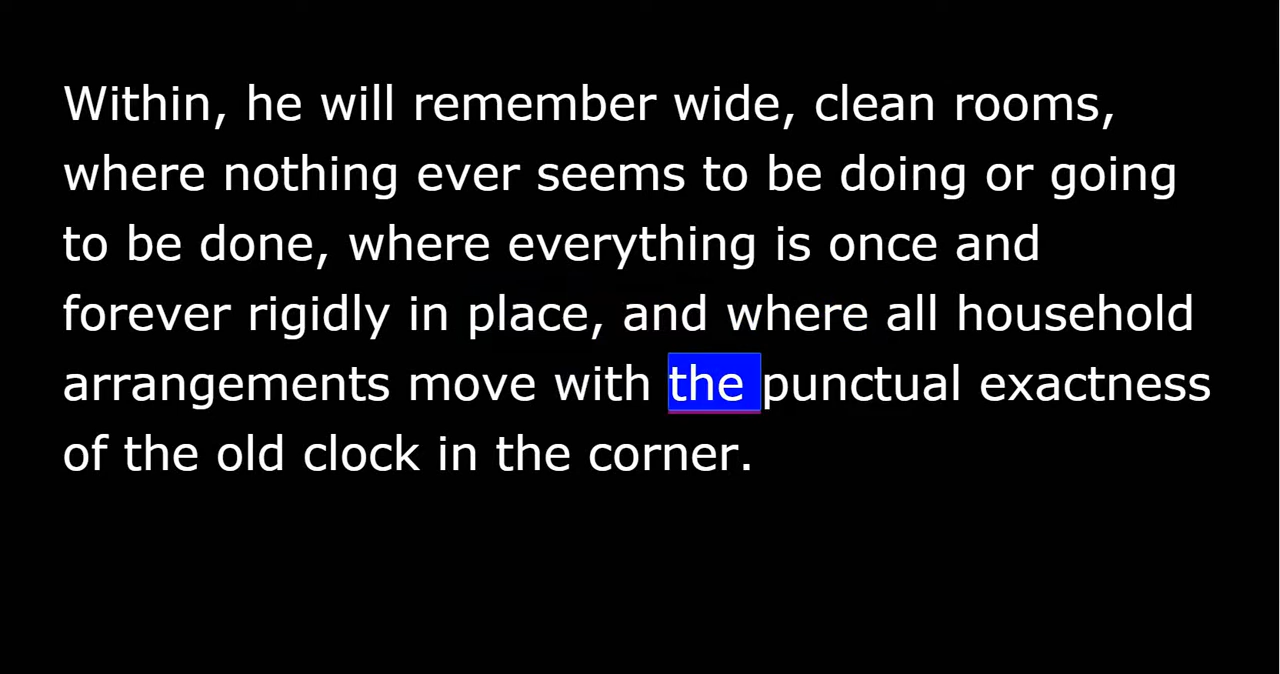 Within, he will remember wide, clean rooms,
where nothing ever seems to be doing or going
to be done, where everything is once and
forever rigidly in place, and where all household
arrangements move with the punctual exactness
of the old clock in the corner.